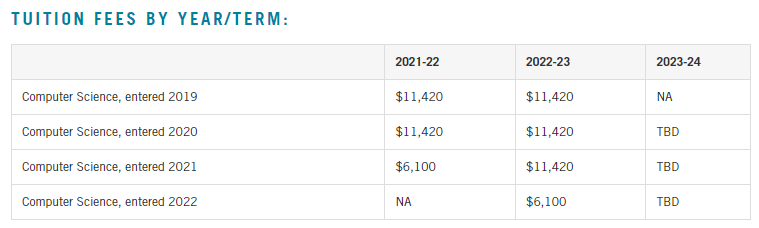 TUITION FEES BY YEAR/TERM:
2021-22 2022-23 2023-24
Computer Science, entered 2019 $11,420 $11,420 NA
Computer Science, entered 2020 $11,420 $11,420 TBD
Computer Science, entered 2021 $6,100 $11,420 TBD
Computer Science, entered 2022 NA $6,100 TBD